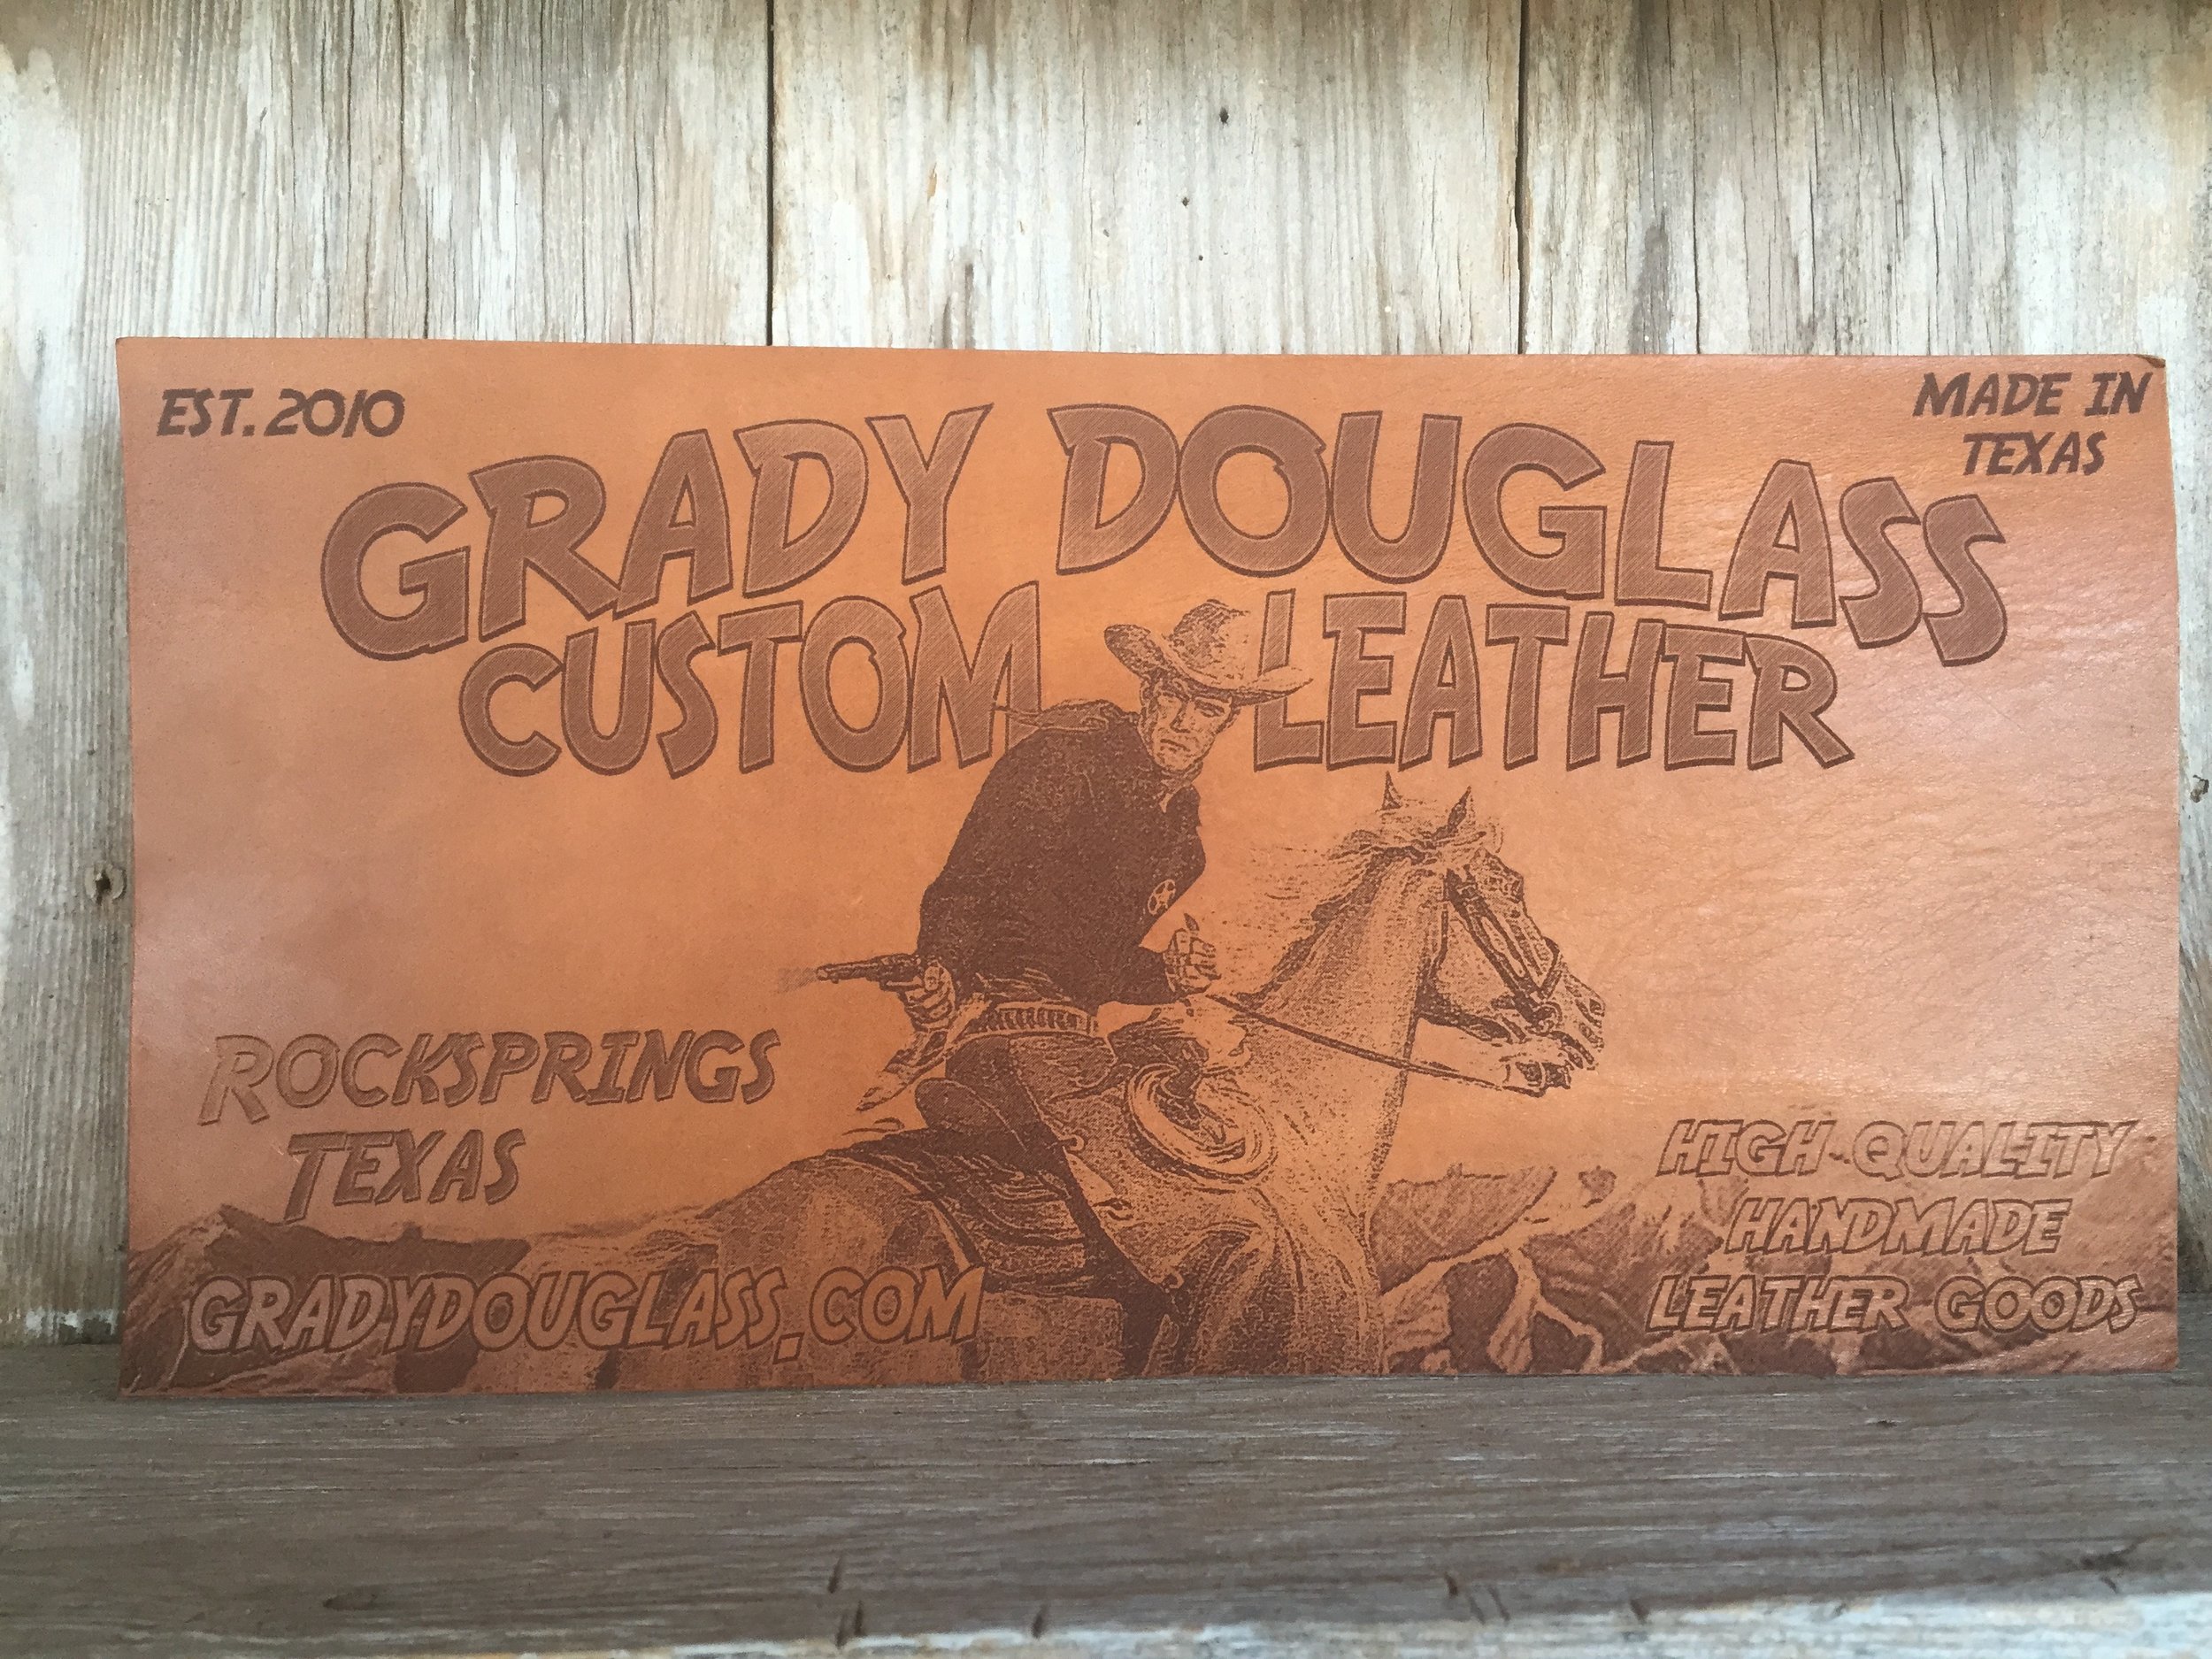 EST. 2010
MADE IN
TEXAS
GRADY DOUGLASS
CUSTOM LEATHER
ROCKSPRINGS
TEXAS
GRADYDOUGLASS.COM
HIGH QUALITY
HANDMADE
LEATHER GOODS